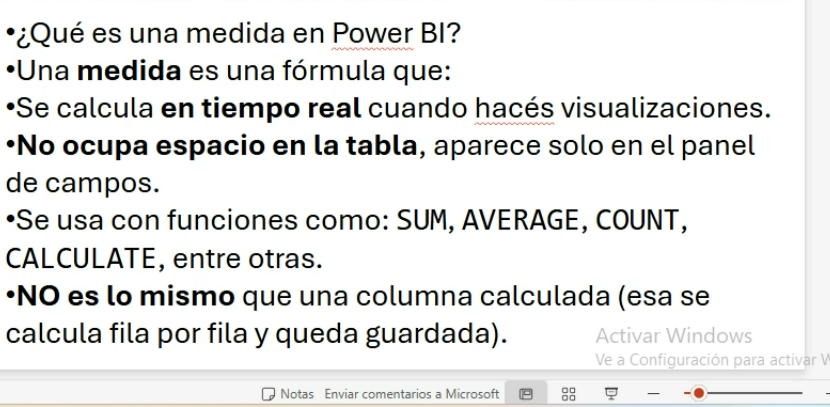 •¿Qué es una medida en Power BI?
•Una medida es una fórmula que:
•Se calcula en tiempo real cuando hacés visualizaciones.
•No ocupa espacio en la tabla, aparece solo en el panel
de campos.
•Se usa con funciones como: SUM, AVERAGE, COUNT,
CALCULATE, entre otras.
•NO es lo mismo que una columna calculada (esa se
calcula fila por fila y queda guardada).
Activar Windows
Ve a Configuración para activar W
Notas Enviar comentarios a Microsoft